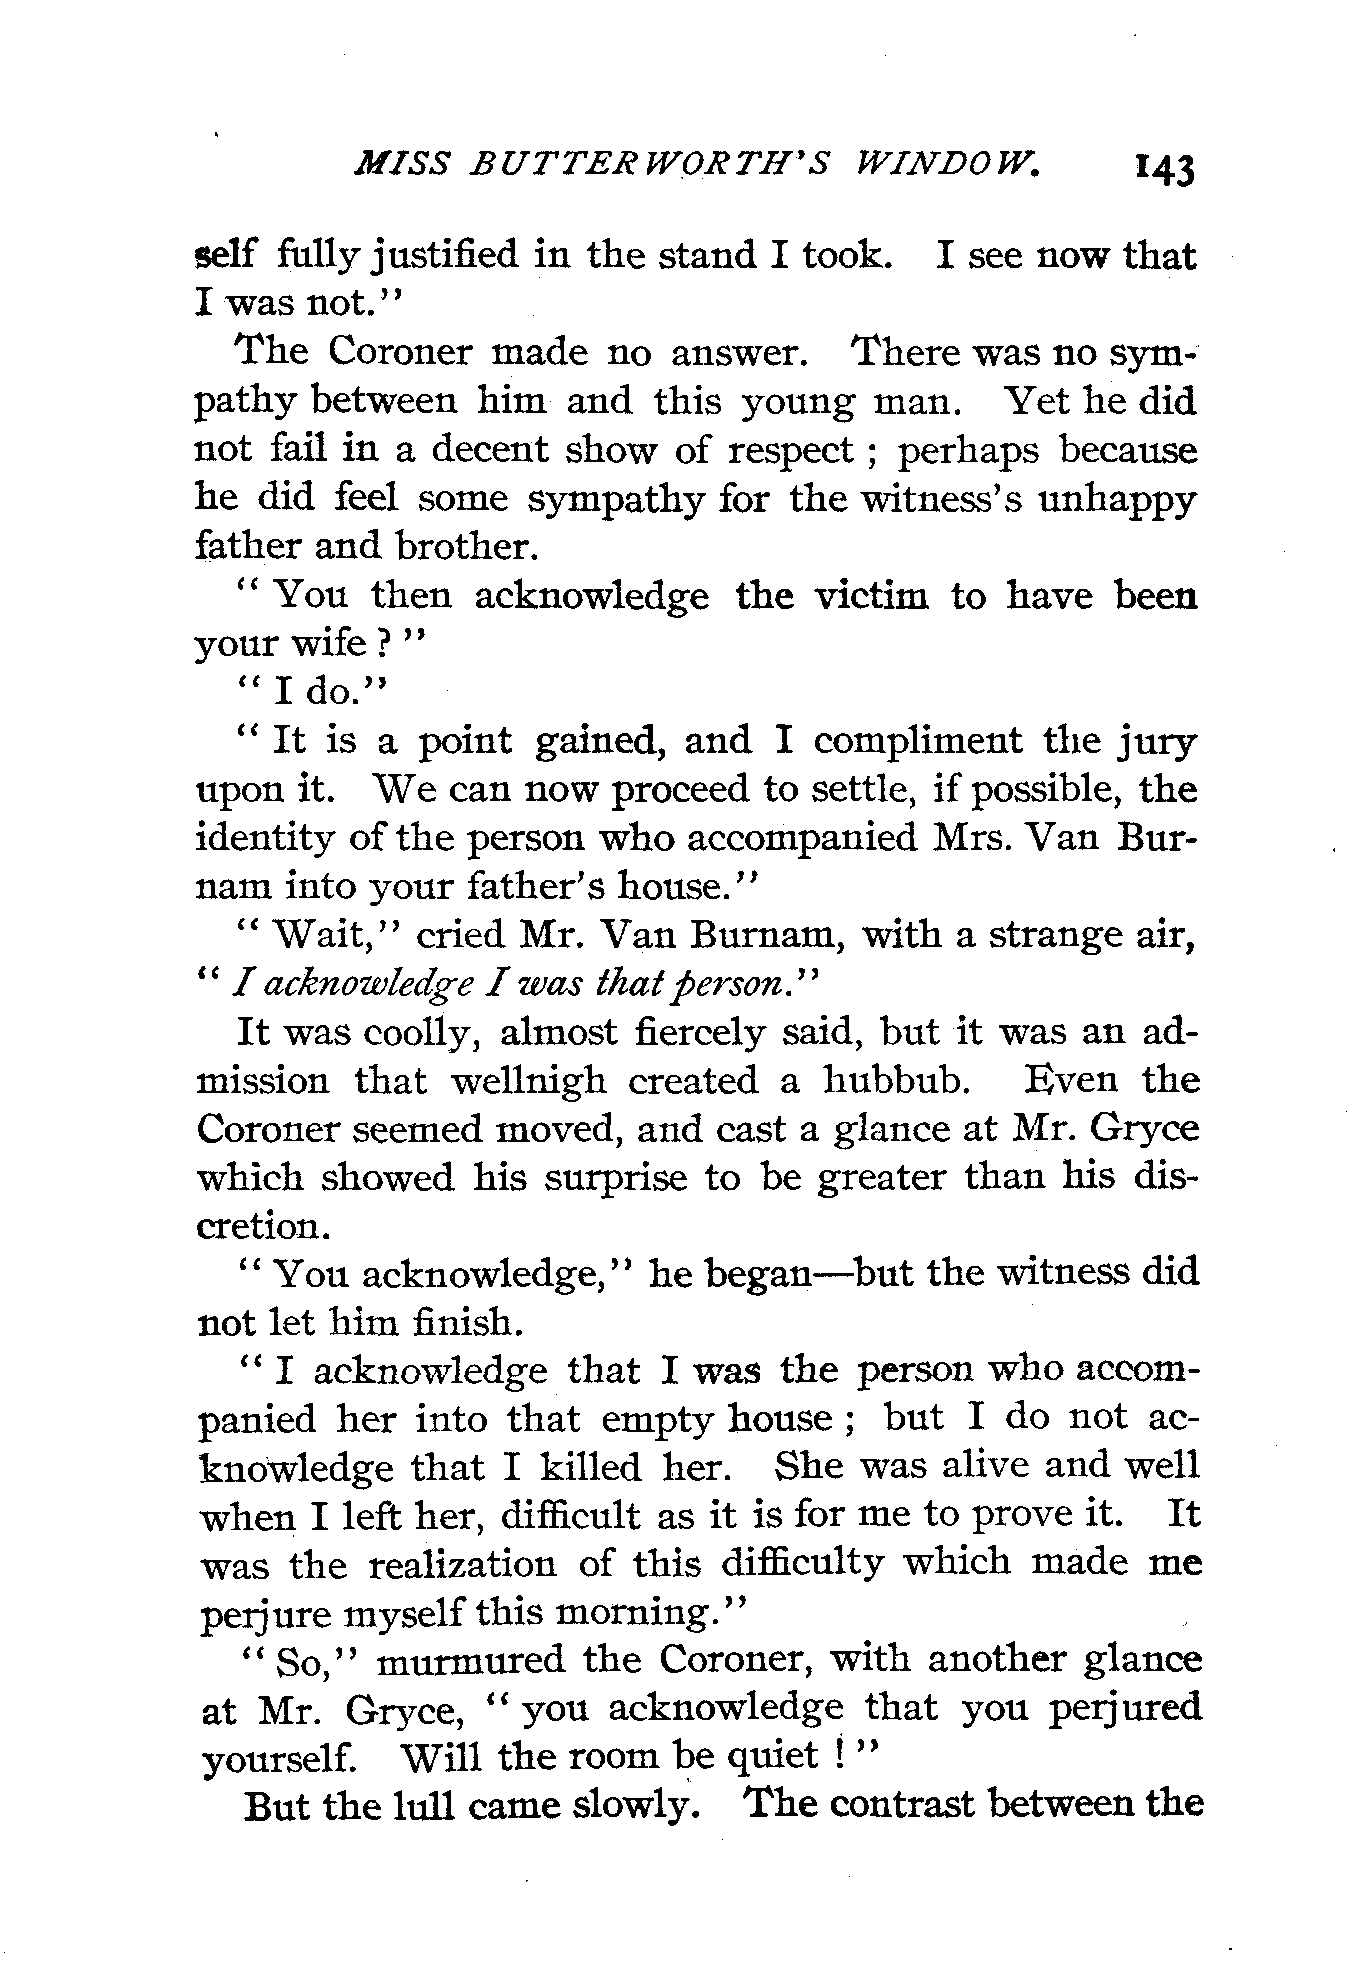 MISS BUTTERWORTH'S WINDOW. 143
self fully justified in the stand I took. I see now that
I was not."
The Coroner made no answer. There was no sym-
pathy between him and this young man. Yet he did
not fail in a decent show of respect ; perhaps because
he did feel some sympathy for the witness's unhappy
father and brother.
" You then acknowledge the victim to have been
your wife ? "
" I do."
" It is a point gained, and I compliment the jury
upon it. We can now proceed to settle, if possible, the
identity of the person who accompanied Mrs. Van Bur-
nam into your father's house."
" Wait," cried Mr. Van Burnam, with a strange air,
" I acknowledge I was that person."
It was coolly, almost fiercely said, but it was an ad-
mission that wellnigh created a hubbub. Even the
Coroner seemed moved, and cast a glance at Mr. Gryce
which showed his surprise to be greater than his dis-
cretion.
" You acknowledge," he began—but the witness did
not let him finish.
" I acknowledge that I was the person who accom-
panied her into that empty house ; but I do not ac-
knowledge that I killed her. She was alive and well
when I left her, difficult as it is for me to prove it. It
was the realization of this difficulty which made me
perjure myself this morning."
" So," murmured the Coroner, with another glance
at Mr. Gryce, " you acknowledge that you perjured
yourself. Will the room be quiet ! "
But the lull came slowly. The contrast between the